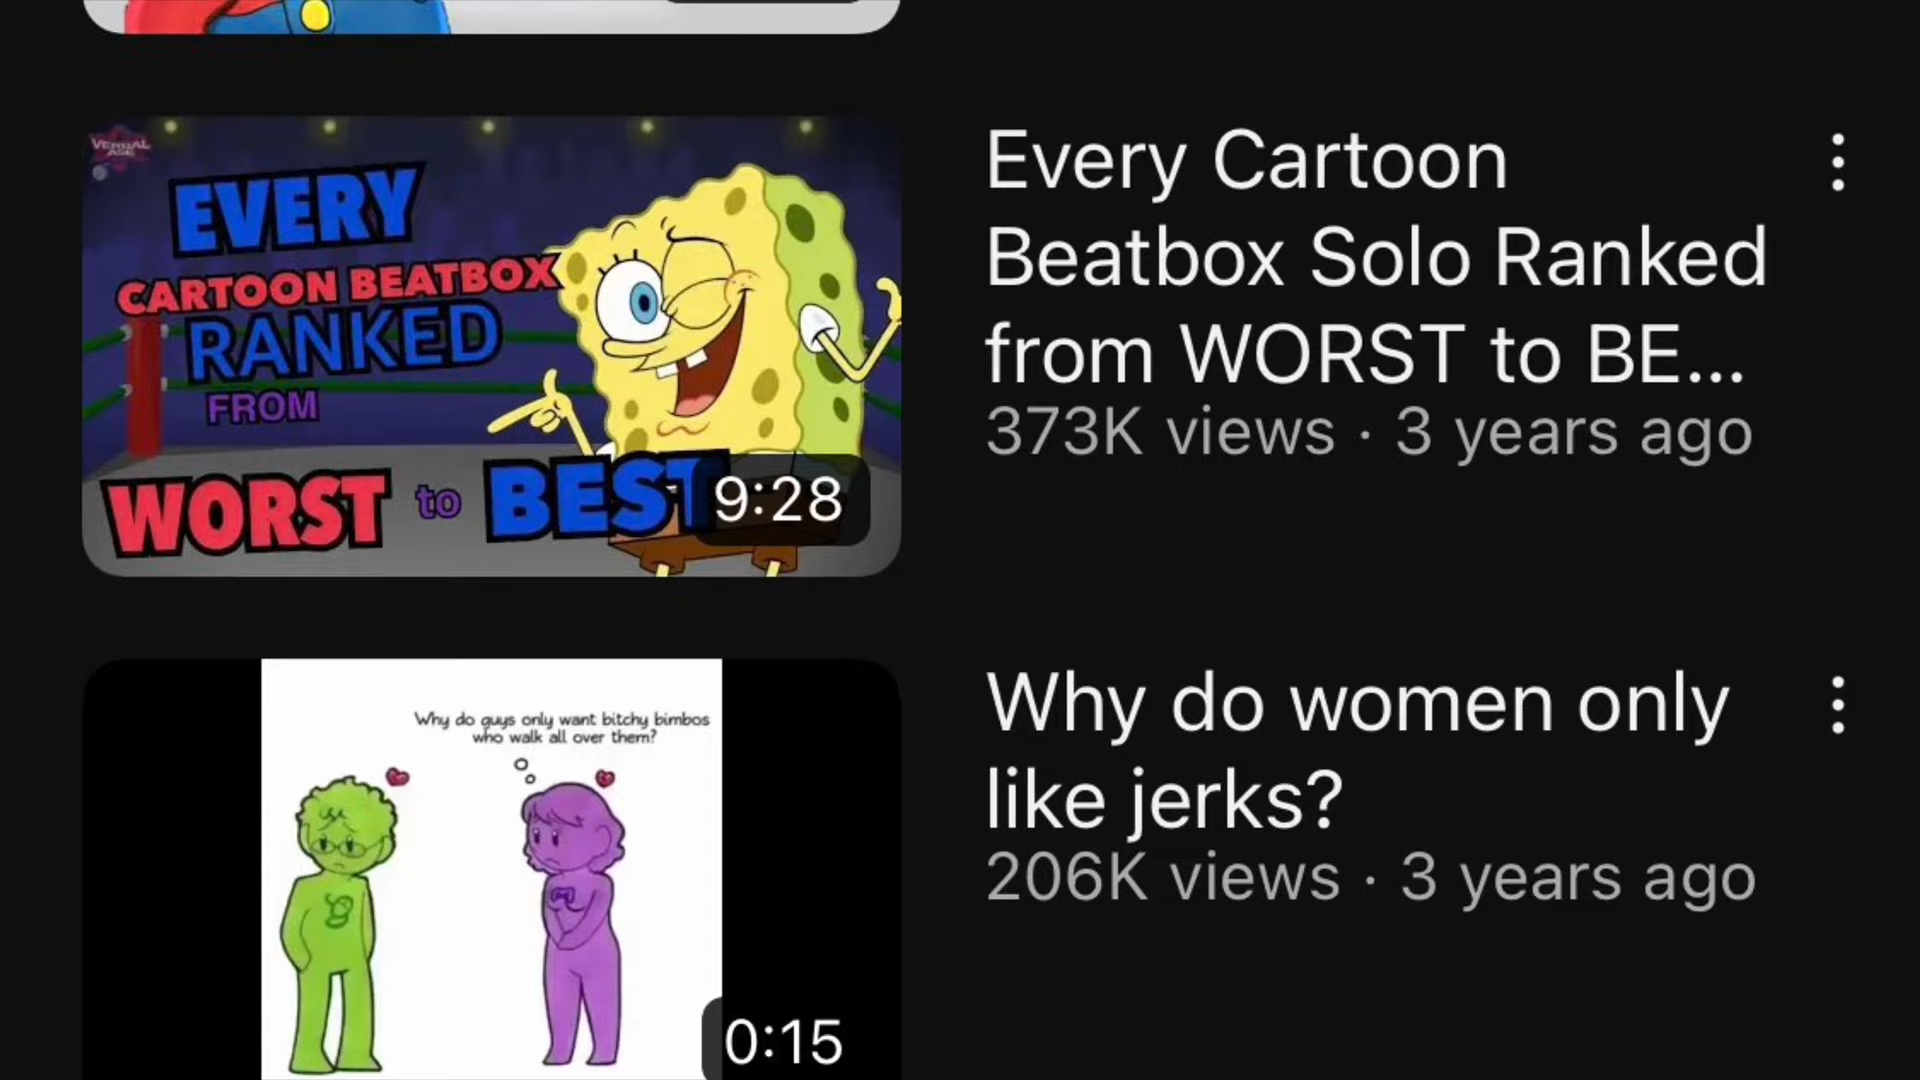 VERBAL
ASE
EVERY
CARTOON BEATBOX
RANKED
FROM
WORST to BEST
9:28
Every Cartoon
Beatbox Solo Ranked
from WORST to BE...
373K views · 3 years ago
Why do guys only want bitchy bimbos
who walk all over them?
0:15
Why do women only
like jerks?
206K views · 3 years ago